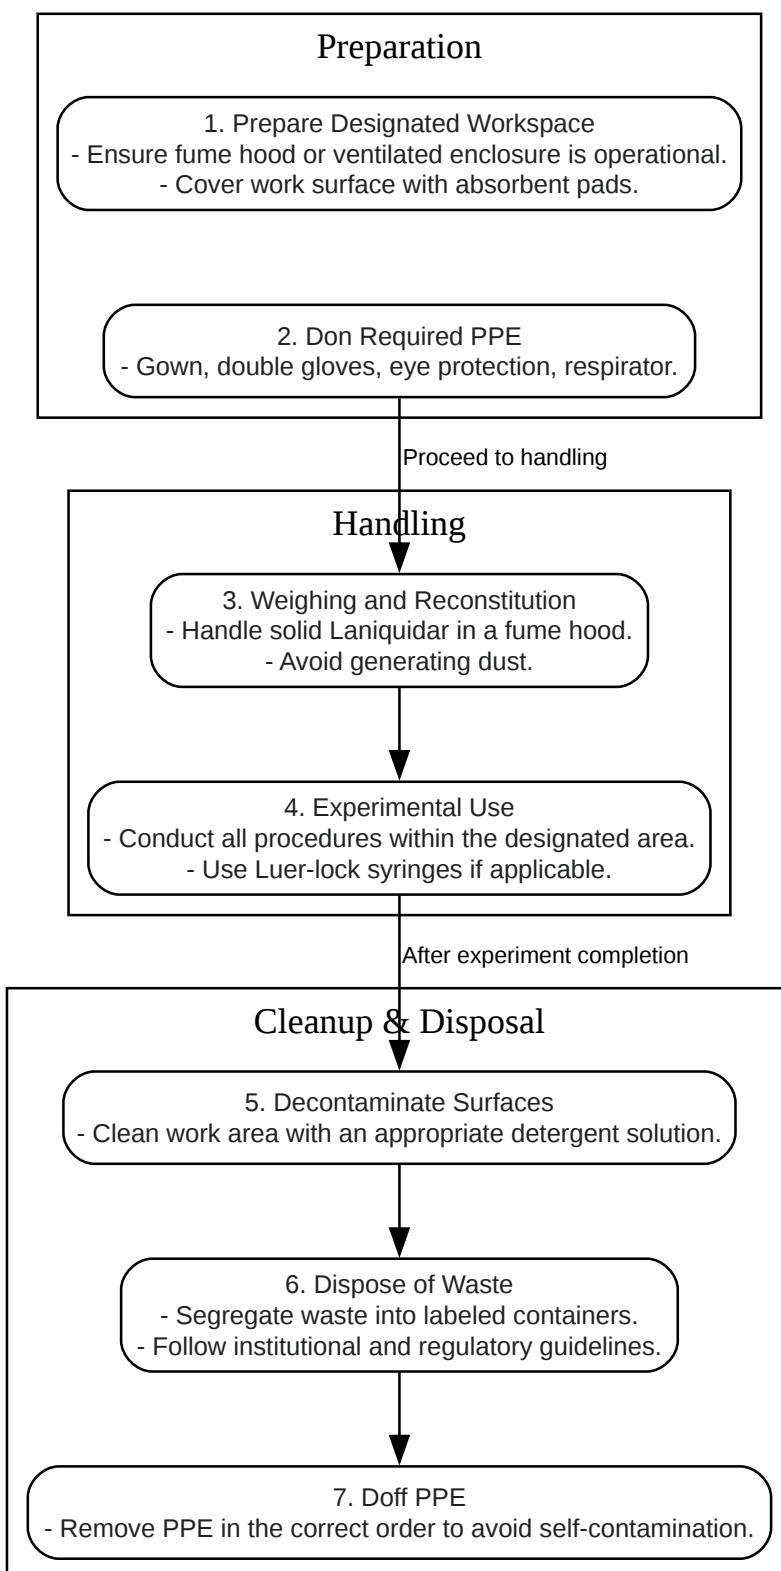 Preparation
1. Prepare Designated Workspace
- Ensure fume hood or ventilated enclosure is operational.
- Cover work surface with absorbent pads.
2. Don Required PPE
- Gown, double gloves, eye protection, respirator.
Proceed to handling
Handling
3. Weighing and Reconstitution
- Handle solid Laniquidar in a fume hood.
- Avoid generating dust.
4. Experimental Use
- Conduct all procedures within the designated area.
- Use Luer-lock syringes if applicable.
After experiment completion
Cleanup & Disposal
5. Decontaminate Surfaces
- Clean work area with an appropriate detergent solution.
6. Dispose of Waste
- Segregate waste into labeled containers.
- Follow institutional and regulatory guidelines.
7. Doff PPE
- Remove PPE in the correct order to avoid self-contamination.